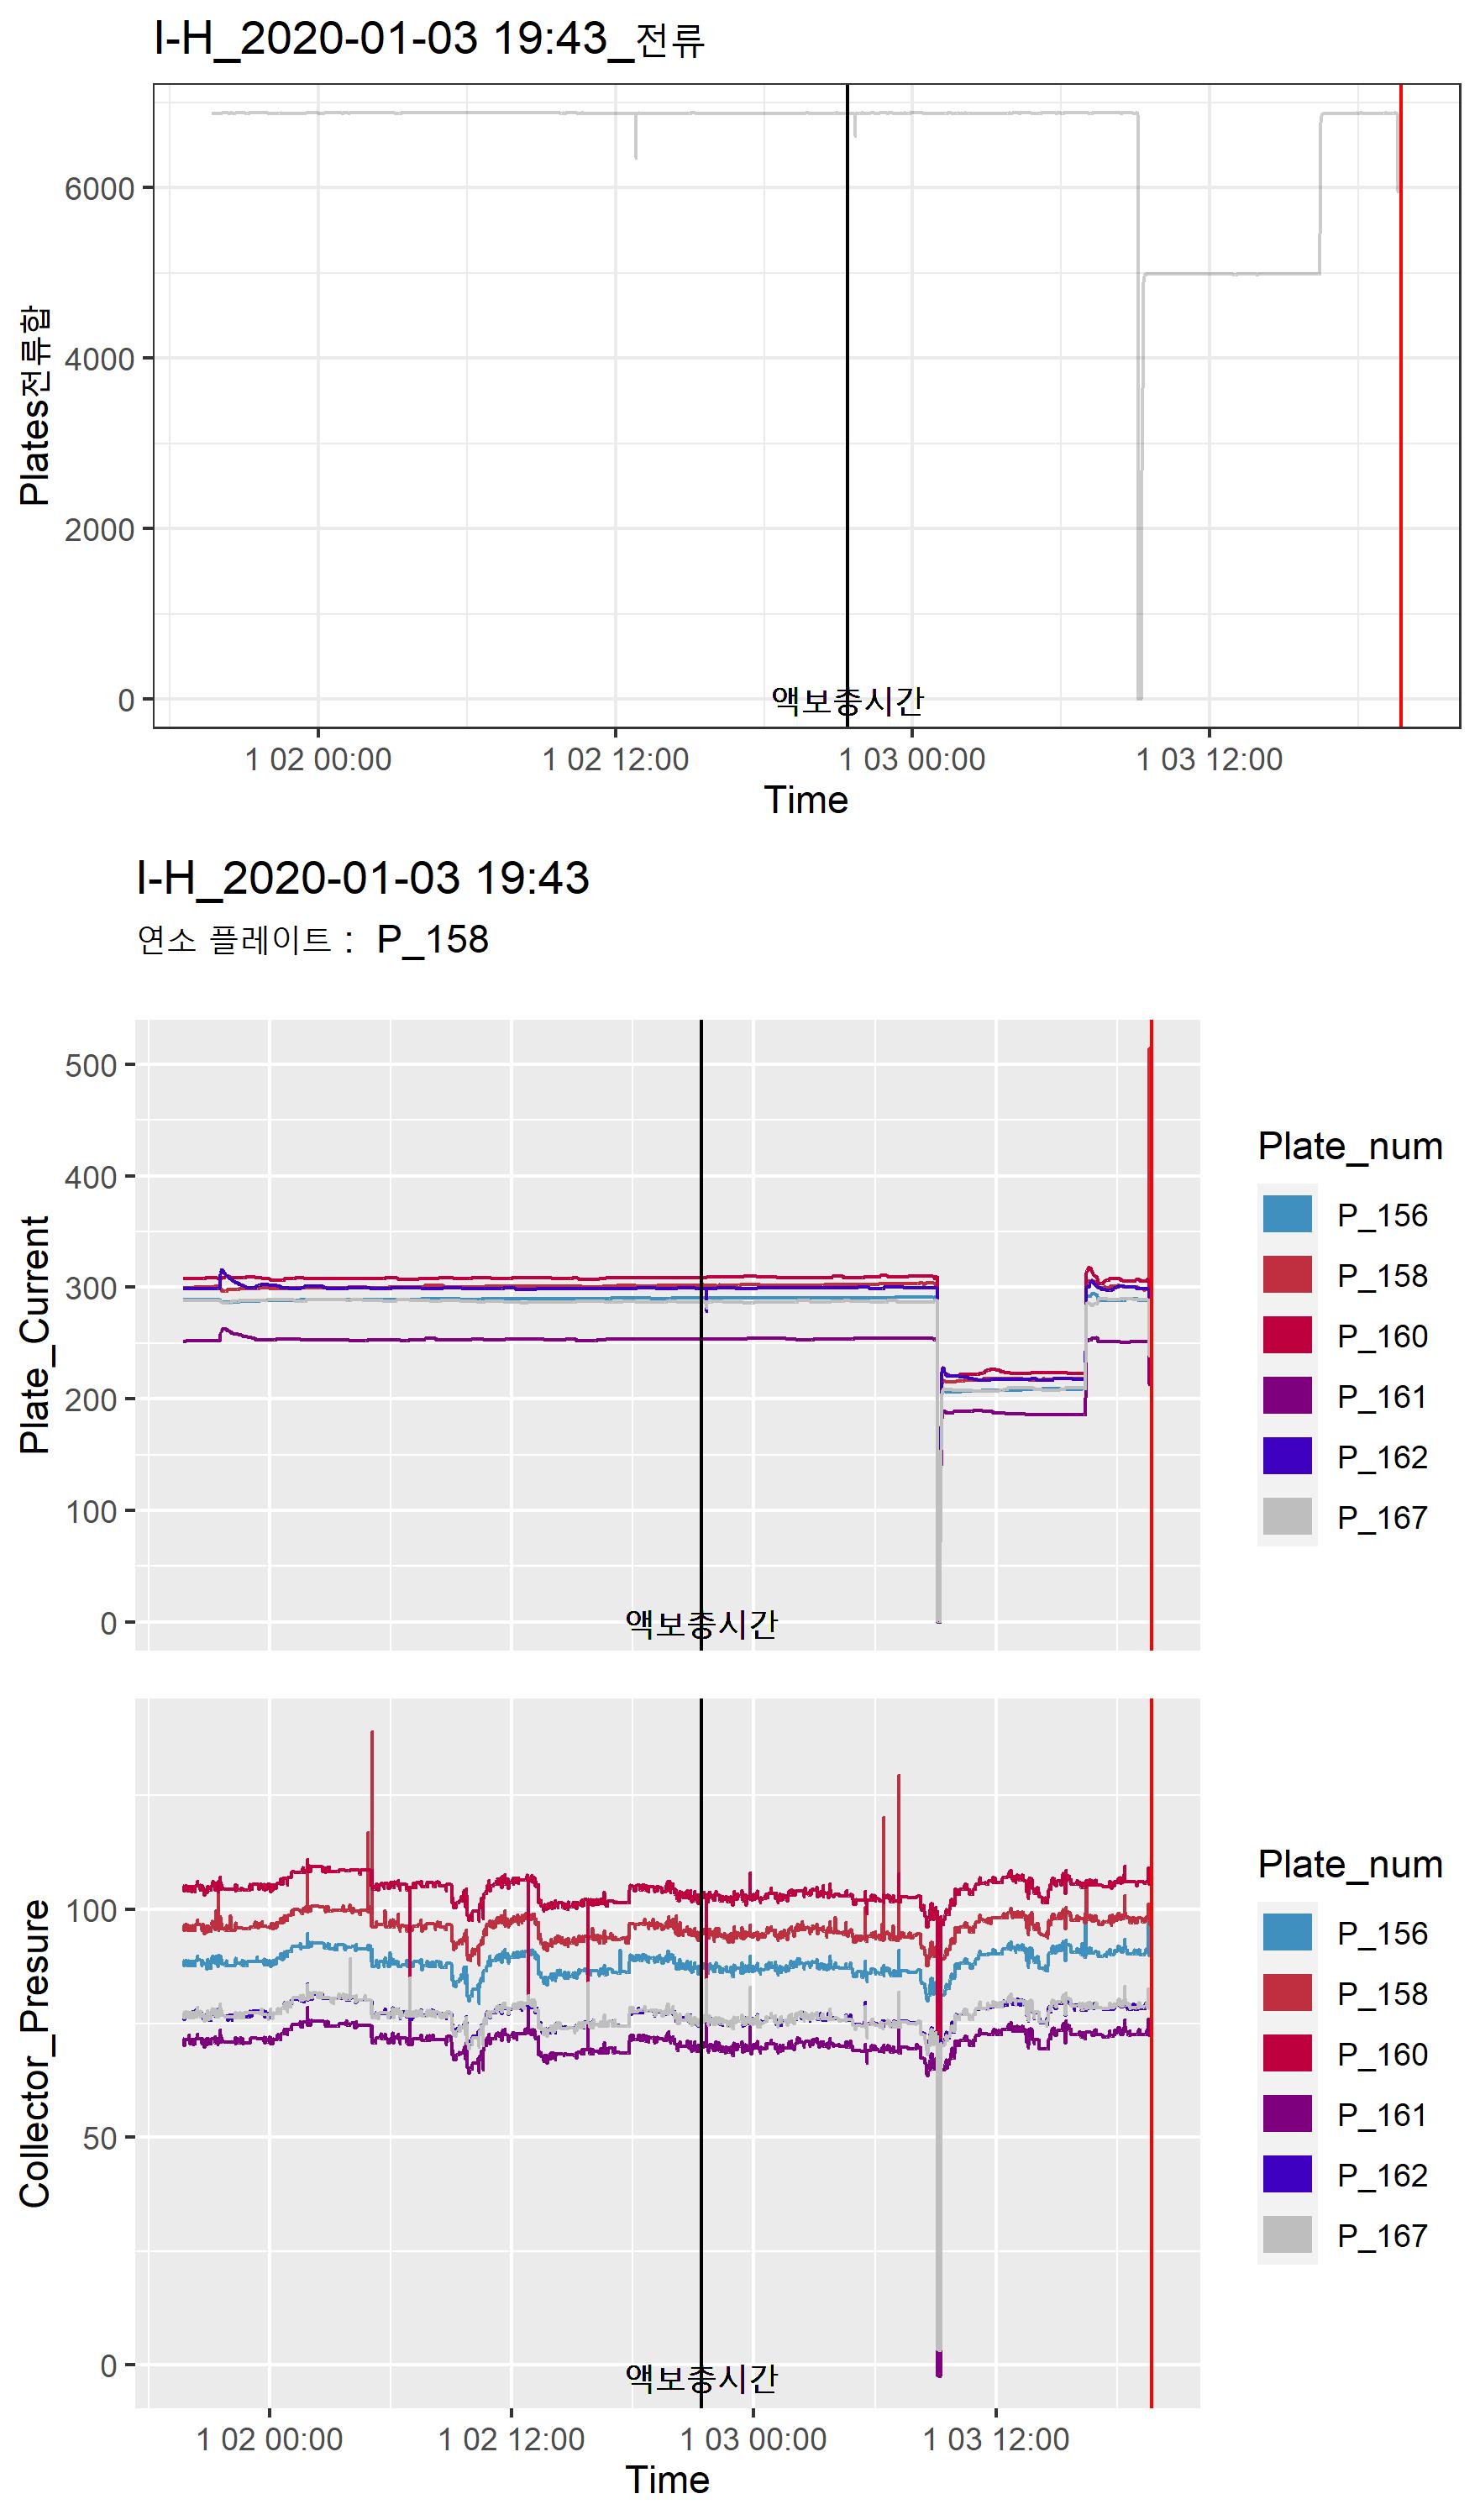 I-H_2020-01-03 19:43_전류
Plates전류합
6000
4000
2000
0
액보충시간
1 02 00:00
1 02 12:00
1 03 00:00
1 03 12:00
Time
I-H_2020-01-03 19:43
연소 플레이트 : P_158
Plate_Current
500
400
300
200
100
0
액보충시간
Plate_num
P_156
P_158
P_160
P_161
P_162
P_167
Collector_Presure
100
50
0
액보충시간
1 02 00:00
1 02 12:00
1 03 00:00
1 03 12:00
Time
Plate_num
P_156
P_158
P_160
P_161
P_162
P_167